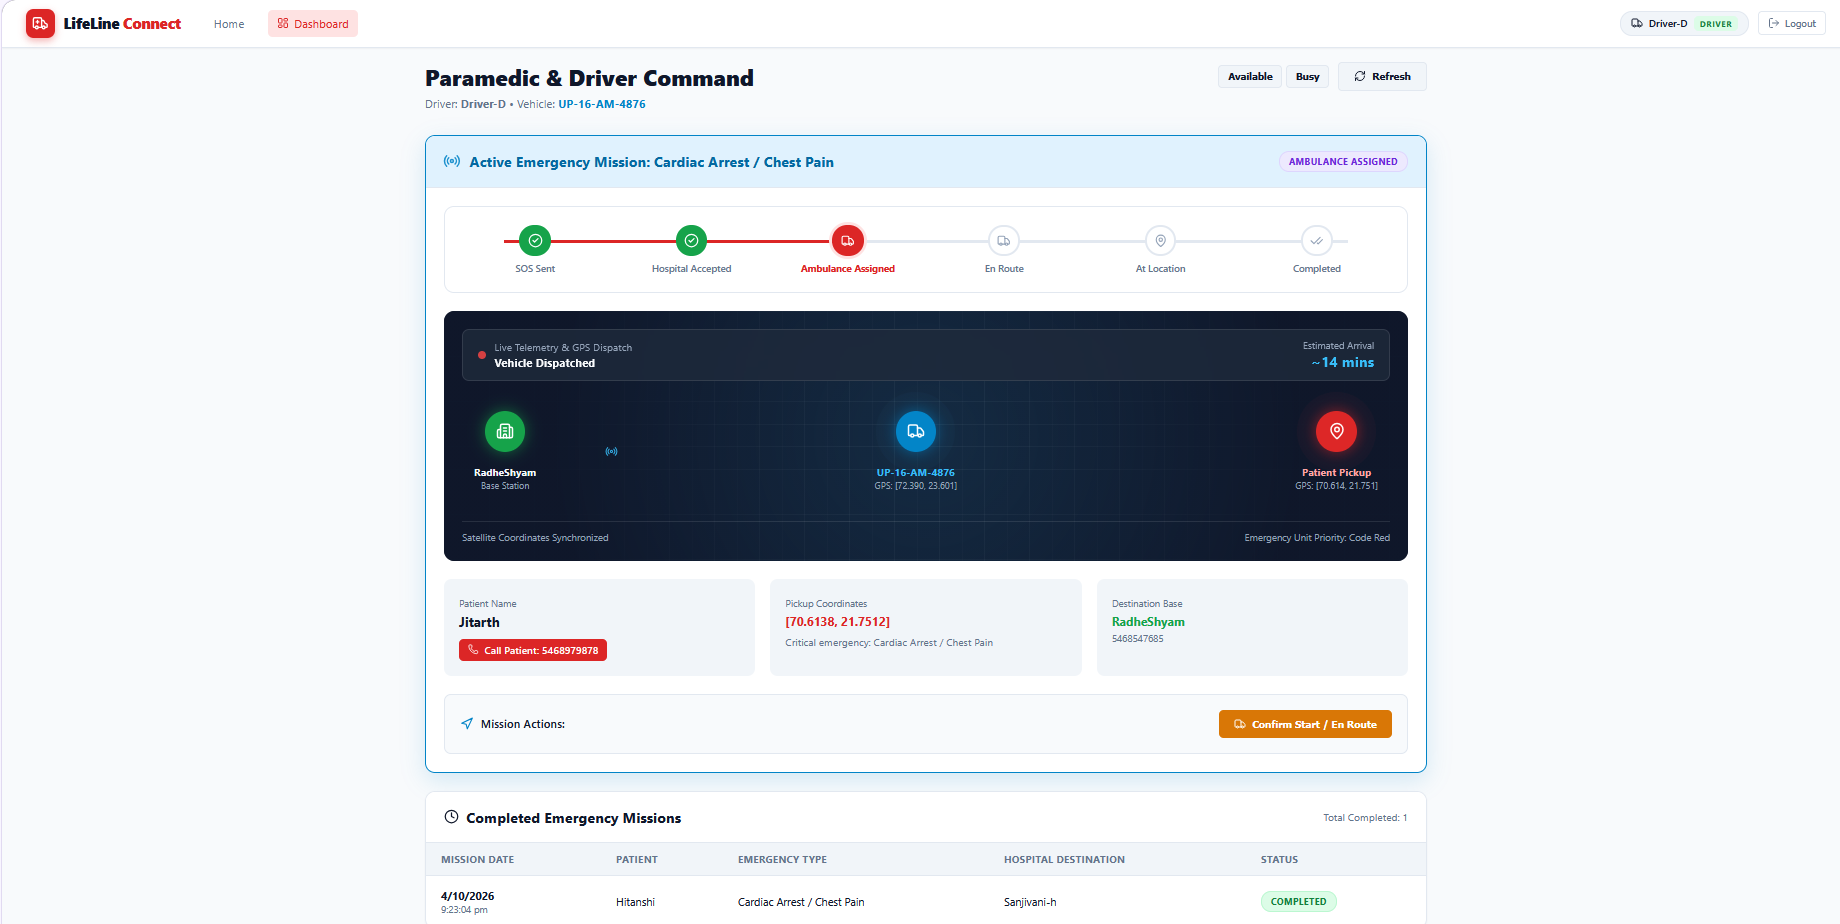 LifeLine Connect
Home
Dashboard
Driver-D DRIVER
Logout
Paramedic & Driver Command
Driver: Driver-D • Vehicle: UP-16-AM-4876
Available
Busy
Refresh
Active Emergency Mission: Cardiac Arrest / Chest Pain
AMBULANCE ASSIGNED
SOS Sent
Hospital Accepted
Ambulance Assigned
En Route
At Location
Completed
Live Telemetry & GPS Dispatch
Vehicle Dispatched
Estimated Arrival
~14 mins
RadheShyam
Base Station
UP-16-AM-4876
GPS: [72.390, 23.601]
Patient Pickup
GPS: [70.614, 21.751]
Satellite Coordinates Synchronized
Emergency Unit Priority: Code Red
Patient Name
Jitarth
Call Patient: 5468979878
Pickup Coordinates
[70.6138, 21.7512]
Critical emergency: Cardiac Arrest / Chest Pain
Destination Base
RadheShyam
5468547685
Mission Actions:
Confirm Start / En Route
Completed Emergency Missions
Total Completed: 1
MISSION DATE PATIENT EMERGENCY TYPE HOSPITAL DESTINATION STATUS
4/10/2026
9:23:04 pm
Hitanshi
Cardiac Arrest / Chest Pain
Sanjivani-h
COMPLETED